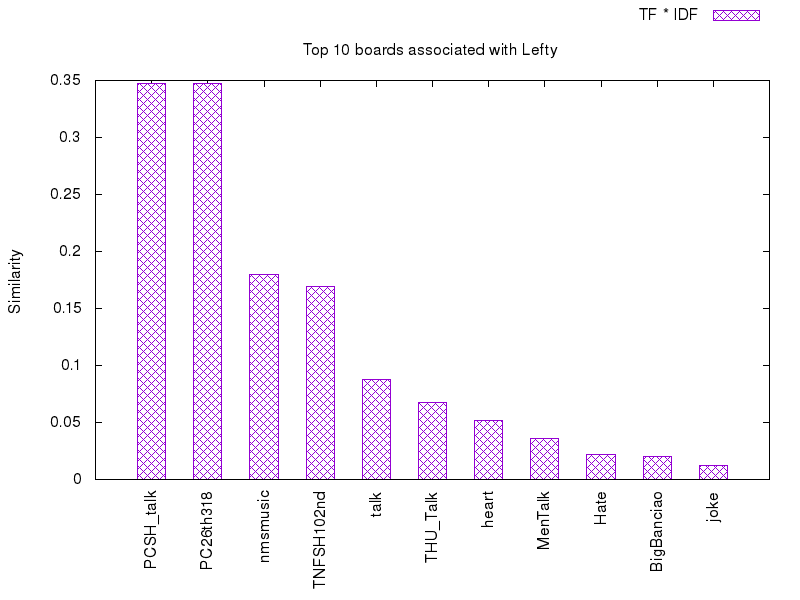 TF * IDF
Top 10 boards associated with Lefty
0.35
0.3
0.25
0.2
0.15
0.1
0.05
0
Similarity
PCSH_talk
PC26th318
nmsmusic
TNFSH102nd
talk
THU_Talk
heart
MenTalk
Hate
BigBanciao
joke